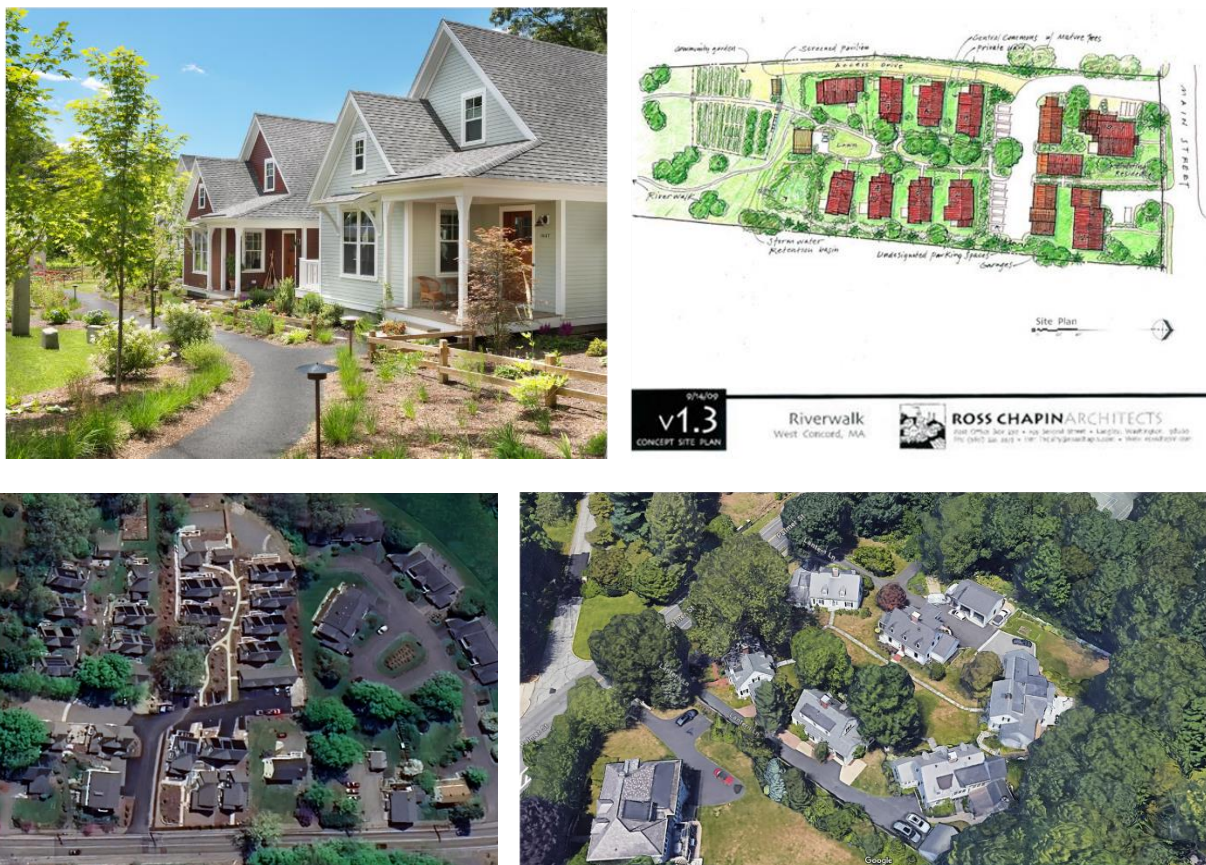 Community garden
Screened pavilion
Central Commons w/ Mature Trees
Private yard
Access Drive
MAIN STREET
Lawn
Riverwalk
Stormwater
Retention basin
Undesignated Parking Spaces
Garages
Site Plan
9/14/09
v1.3
CONCEPT SITE PLAN
Riverwalk
West Concord, MA
ROSS CHAPIN ARCHITECTS
Google